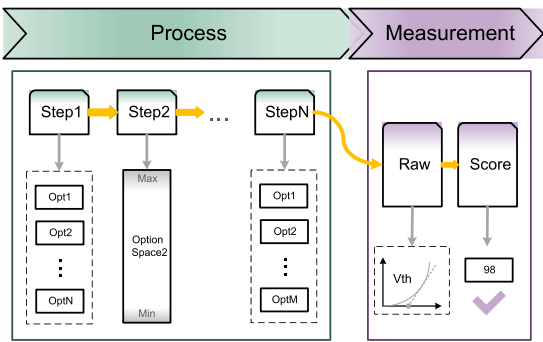 Process
Measurement
Step1
Step2
...
StepN
Raw
Score
Opt1
Opt2
⋮
OptN
Max
Option
Space2
Min
Opt1
Opt2
⋮
OptM
Vth
98